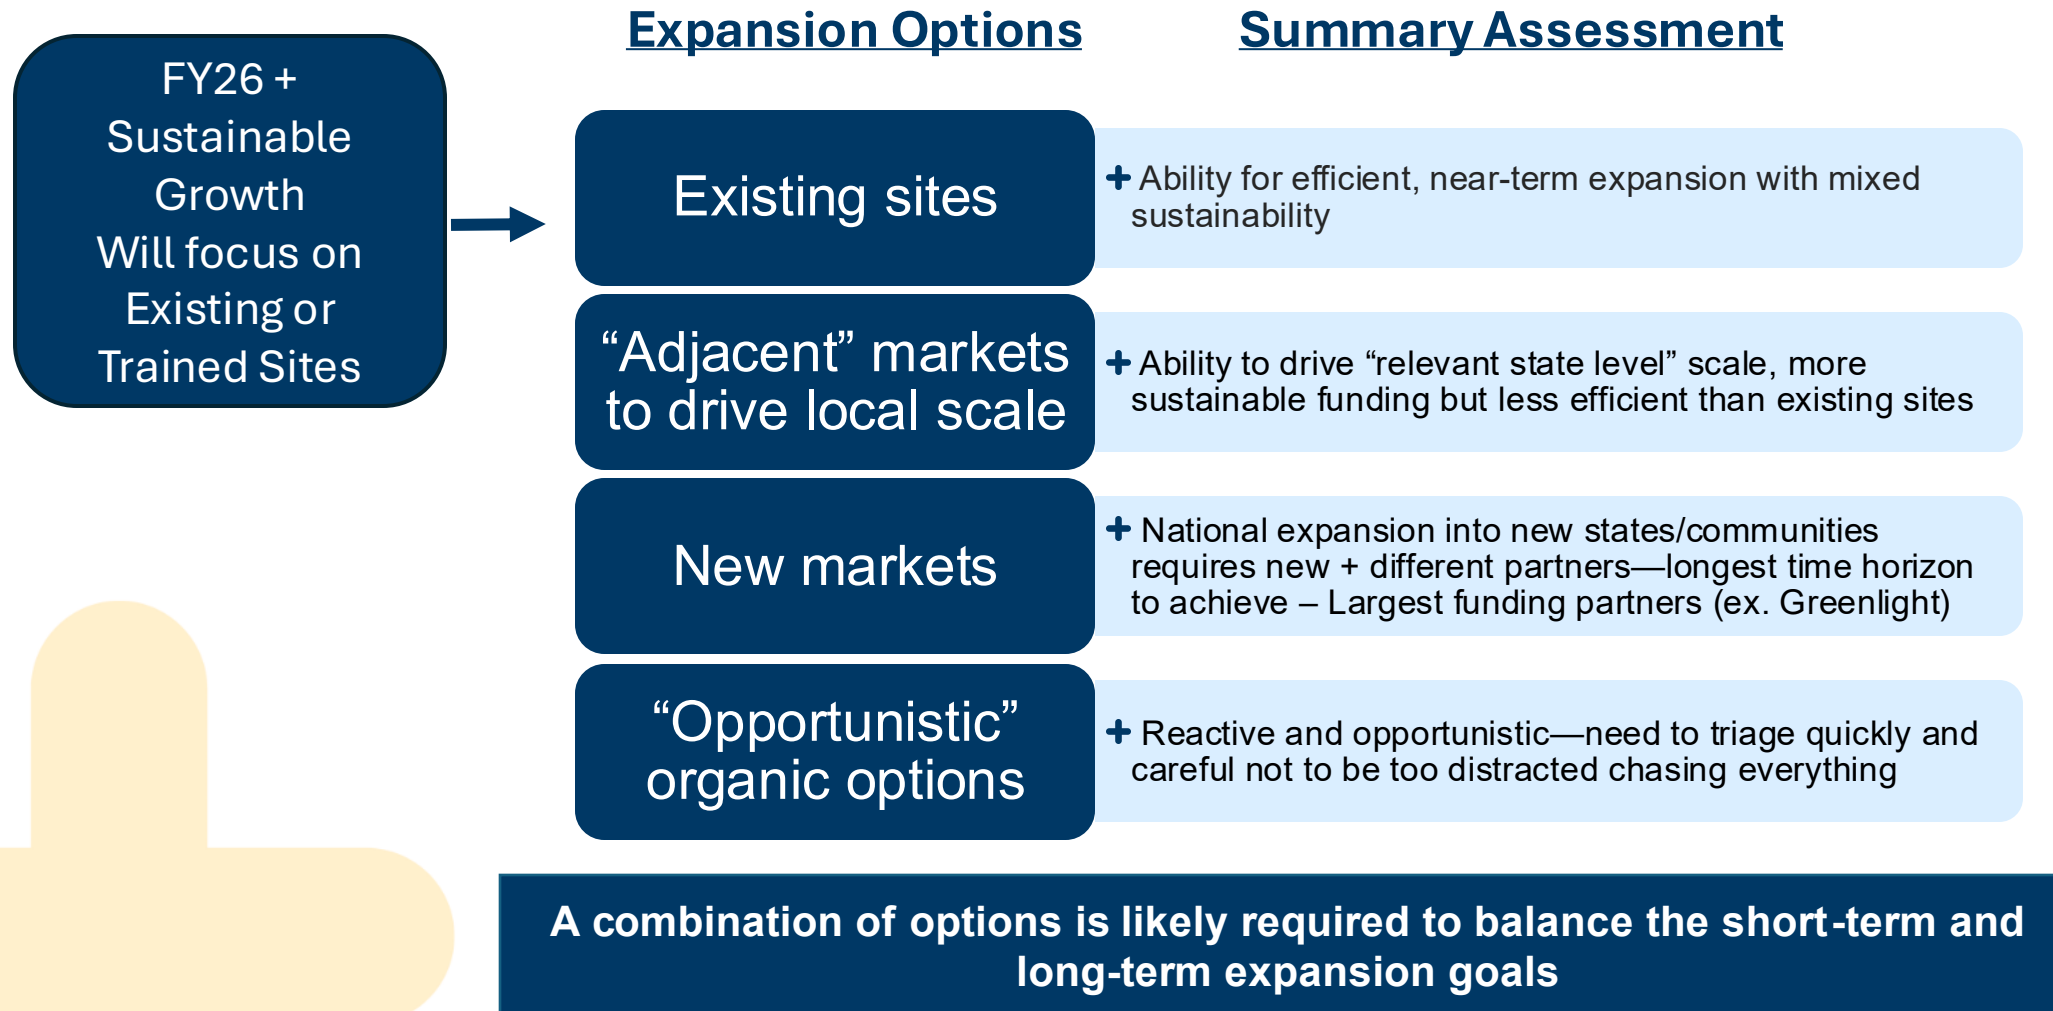 Expansion Options
Summary Assessment
FY26 +
Sustainable
Growth
Will focus on
Existing or
Trained Sites
Existing sites
+ Ability for efficient, near-term expansion with mixed
sustainability
“Adjacent” markets
to drive local scale
+ Ability to drive “relevant state level” scale, more
sustainable funding but less efficient than existing sites
New markets
+ National expansion into new states/communities
requires new + different partners—longest time horizon
to achieve – Largest funding partners (ex. Greenlight)
“Opportunistic”
organic options
+ Reactive and opportunistic—need to triage quickly and
careful not to be too distracted chasing everything
A combination of options is likely required to balance the short-term and
long-term expansion goals